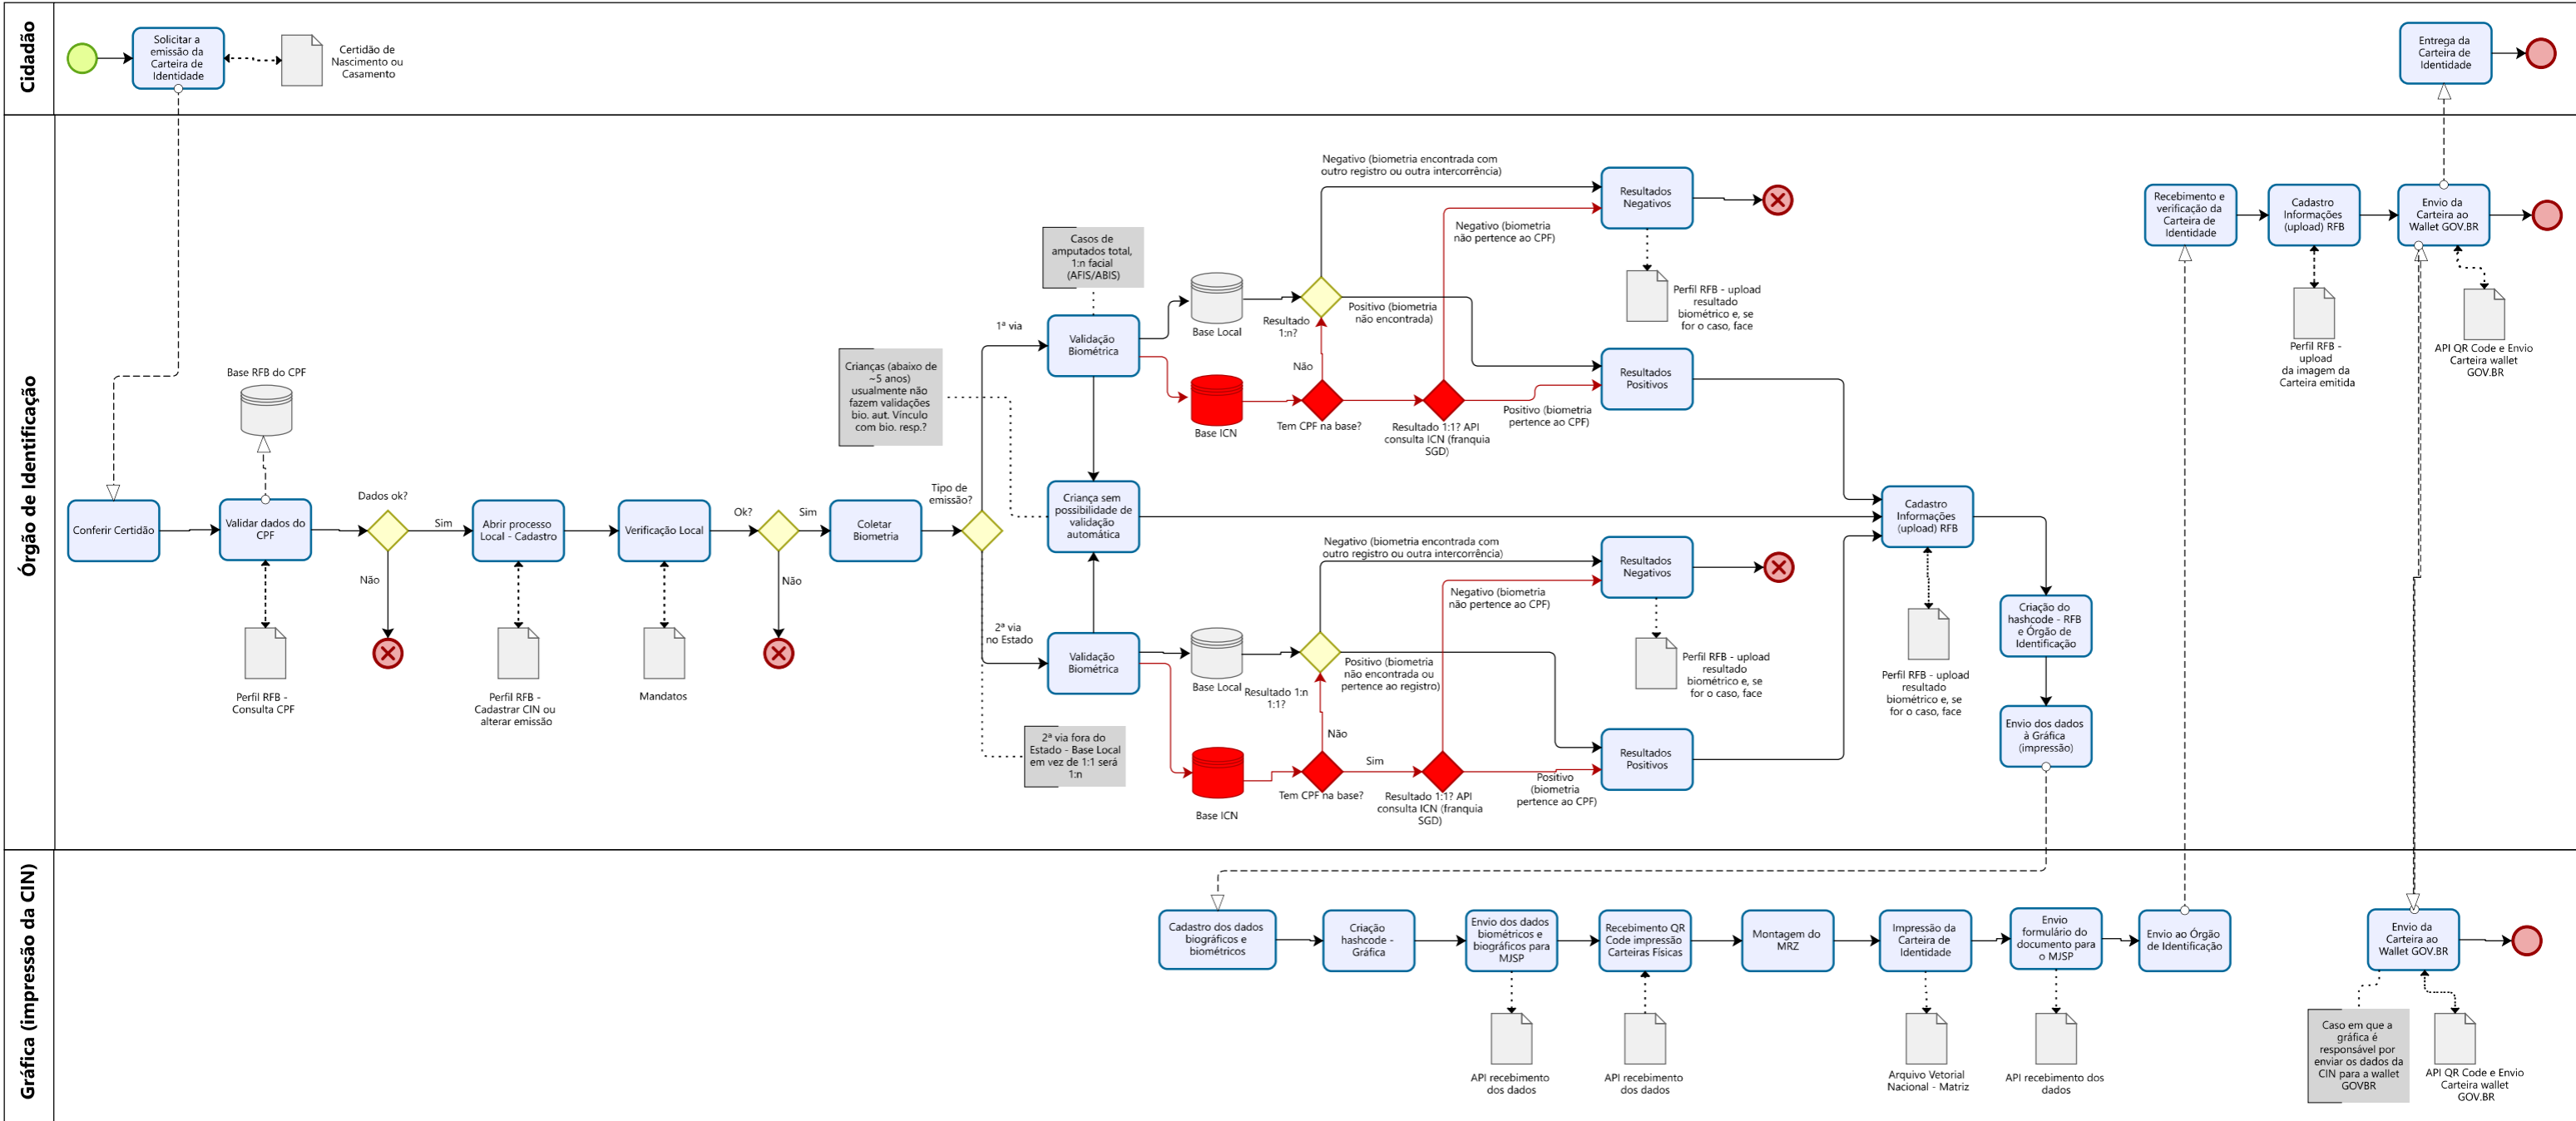 Cidadão
Solicitar a
emissão da
Carteira de
Identidade
Certidão de
Nascimento ou
Casamento
Entrega da
Carteira de
Identidade
Órgão de Identificação
Conferir Certidão
Base RFB do CPF
Validar dados do
CPF
Perfil RFB -
Consulta CPF
Dados ok?
Sim
Não
Abrir processo
Local - Cadastro
Perfil RFB -
Cadastrar CIN ou
alterar emissão
Verificação Local
Mandatos
Ok?
Sim
Não
Coletar
Biometria
Tipo de
emissão?
1ª via
2ª via
no Estado
Crianças (abaixo de
~5 anos)
usualmente não
fazem validações
bio. aut. Vínculo
com bio. resp.?
Casos de
amputados total,
1:n facial
(AFIS/ABIS)
Validação
Biométrica
Base Local
Base ICN
Resultado
1:n?
Não
Tem CPF na base?
Resultado 1:1? API
consulta ICN (franquia
SGD)
Negativo (biometria encontrada com
outro registro ou outra intercorrência)
Negativo (biometria
não pertence ao CPF)
Positivo (biometria
não encontrada)
Positivo (biometria
pertence ao CPF)
Resultados
Negativos
Perfil RFB - upload
resultado
biométrico e, se
for o caso, face
Resultados
Positivos
Criança sem
possibilidade de
validação
automática
Validação
Biométrica
2ª via fora do
Estado - Base Local
em vez de 1:1 será
1:n
Base Local
Base ICN
Resultado 1:n
1:1?
Não
Tem CPF na base?
Sim
Resultado 1:1? API
consulta ICN (franquia
SGD)
Negativo (biometria encontrada com
outro registro ou outra intercorrência)
Negativo (biometria
não pertence ao CPF)
Positivo (biometria
não encontrada ou
pertence ao registro)
Positivo
(biometria
pertence ao CPF)
Resultados
Negativos
Perfil RFB - upload
resultado
biométrico e, se
for o caso, face
Resultados
Positivos
Cadastro
Informações
(upload) RFB
Perfil RFB - upload
resultado
biométrico e, se
for o caso, face
Criação do
hashcode - RFB
e Órgão de
Identificação
Envio dos dados
à Gráfica
(impressão)
Recebimento e
verificação da
Carteira de
Identidade
Cadastro
Informações
(upload) RFB
Perfil RFB -
upload
da imagem da
Carteira emitida
Envio da
Carteira ao
Wallet GOV.BR
API QR Code e Envio
Carteira wallet
GOV.BR
Gráfica (impressão da CIN)
Cadastro dos dados
biográficos e
biométricos
Criação
hashcode -
Gráfica
Envio dos dados
biométricos e
biográficos para
MJSP
API recebimento
dos dados
Recebimento QR
Code impressão
Carteiras Físicas
API recebimento
dos dados
Montagem do
MRZ
Impressão da
Carteira de
Identidade
Arquivo Vetorial
Nacional - Matriz
Envio
formulário do
documento para
o MJSP
API recebimento dos
dados
Envio ao Órgão
de Identificação
Envio da
Carteira ao
Wallet GOV.BR
Caso em que a
gráfica é
responsável por
enviar os dados da
CIN para a wallet
GOVBR
API QR Code e Envio
Carteira wallet
GOV.BR